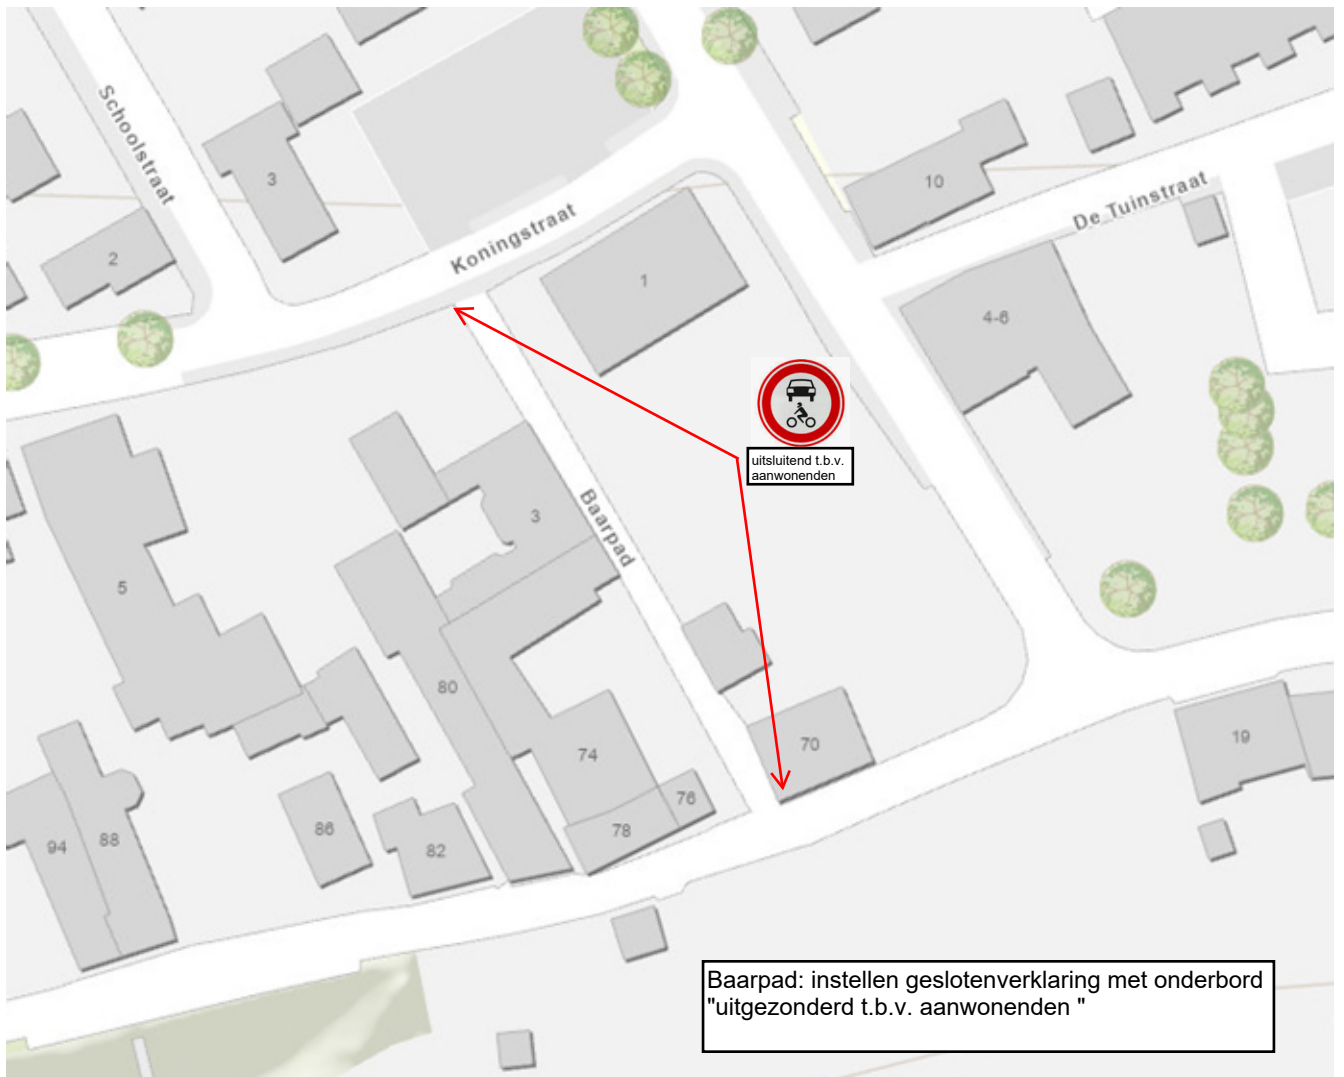 Schoolstraat
3
2
Koningstraat
1
10
De Tuinstraat
4-6
uitsluitend t.b.v.
aanwonenden
3
Baarpad
5
80
70
74
76
78
19
86
82
94
88
Baarpad: instellen geslotenverklaring met onderbord
"uitgezonderd t.b.v. aanwonenden "